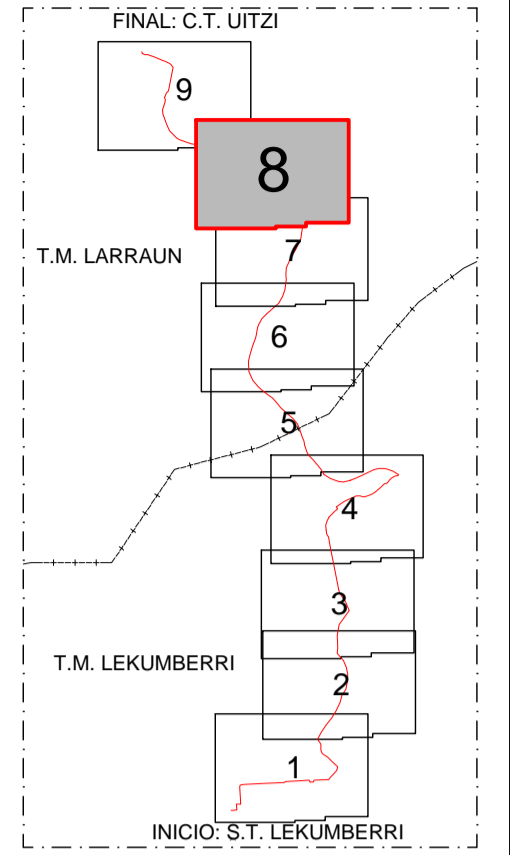 FINAL: C.T. UITZI
9
8
T.M. LARRAUN
7
6
5
4
3
T.M. LEKUMBERRI
2
1
INICIO: S.T. LEKUMBERRI